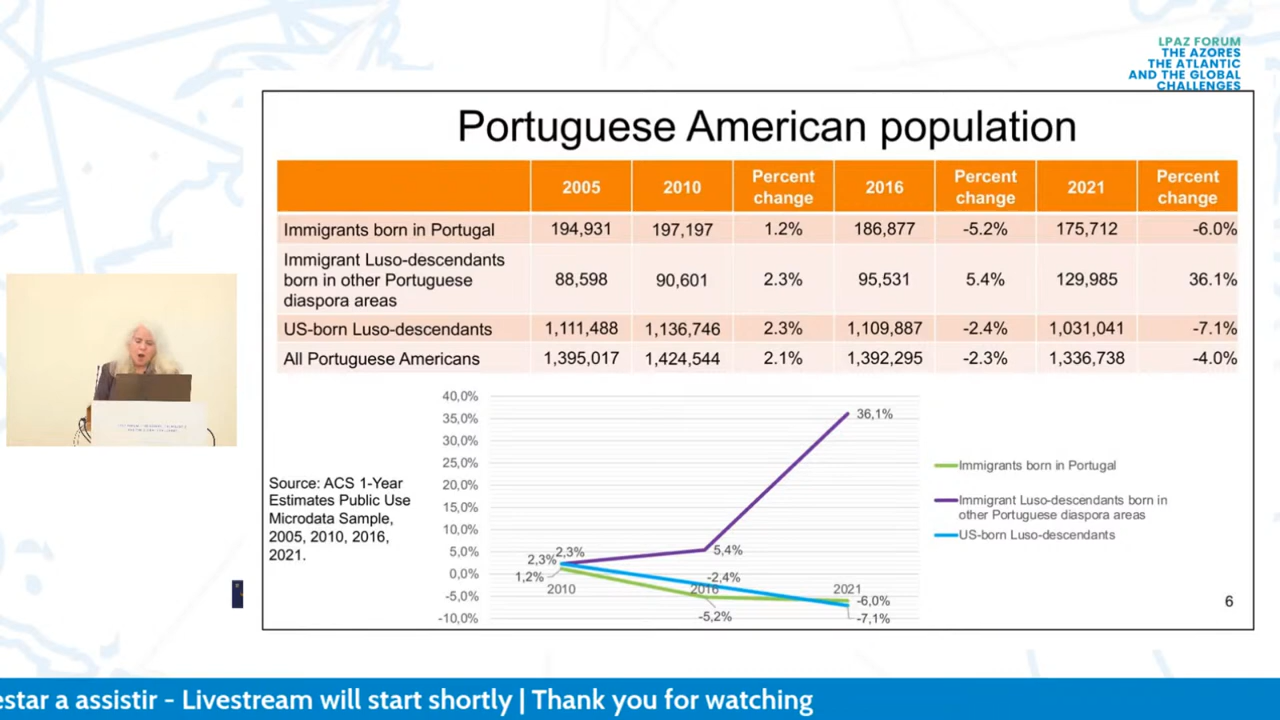 LPAZ FORUM
THE AZORES
THE ATLANTIC
AND THE GLOBAL
CHALLENGES
Portuguese American population
2005 2010 Percent change 2016 Percent change 2021 Percent change
Immigrants born in Portugal 194,931 197,197 1.2% 186,877 -5.2% 175,712 -6.0%
Immigrant Luso-descendants
born in other Portuguese 88,598 90,601 2.3% 95,531 5.4% 129,985 36.1%
diaspora areas
US-born Luso-descendants 1,111,488 1,136,746 2.3% 1,109,887 -2.4% 1,031,041 -7.1%
All Portuguese Americans 1,395,017 1,424,544 2.1% 1,392,295 -2.3% 1,336,738 -4.0%
Source: ACS 1-Year
Estimates Public Use
Microdata Sample,
2005, 2010, 2016,
2021.
40,0%
35,0%
30,0%
25,0%
20,0%
15,0%
10,0%
5,0%
0,0%
-5,0%
-10,0%
36,1%
5,4%
2,3%
2,3%
1,2%
-2,4%
2010
2016
2021
-6,0%
-5,2%
-7,1%
Immigrants born in Portugal
Immigrant Luso-descendants born in
other Portuguese diaspora areas
US-born Luso-descendants
6
estar a assistir - Livestream will start shortly | Thank you for watching